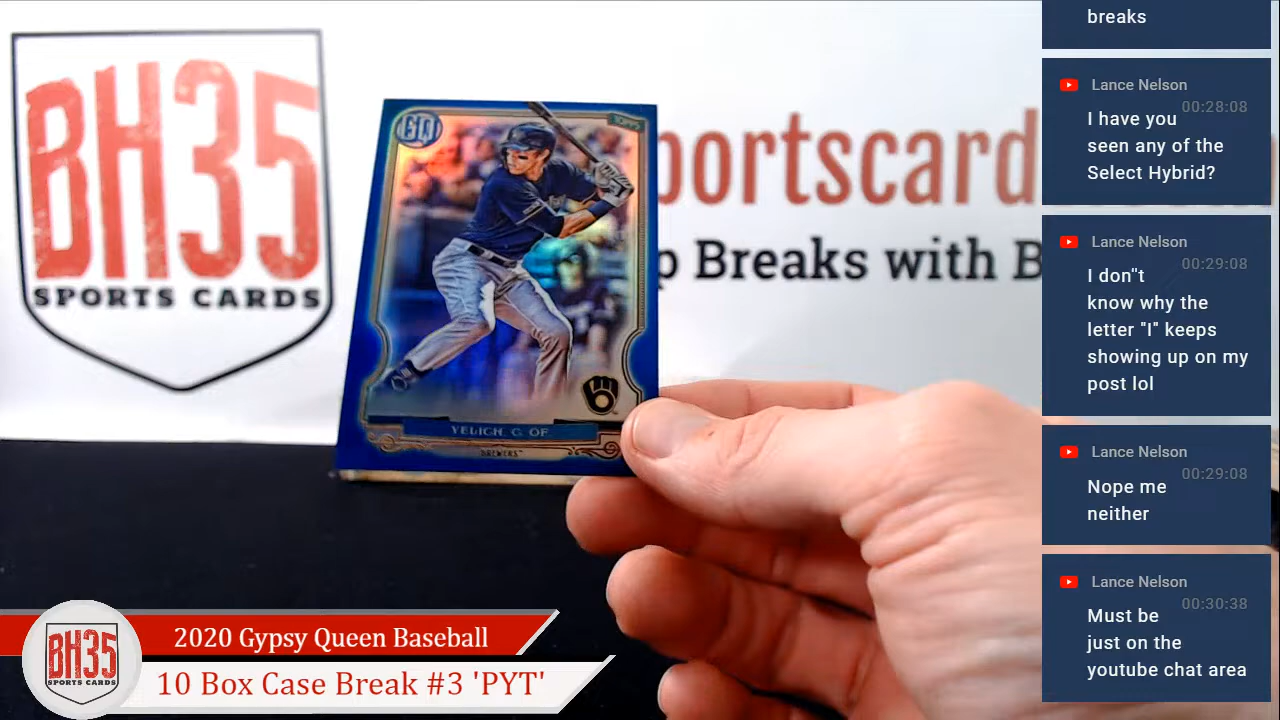 BH35
SPORTS CARDS
portscard
p Breaks with B
GQ
TOPPS
YELICH C. OF
BREWERS™
2020 Gypsy Queen Baseball
10 Box Case Break #3 'PYT'
BH35
SPORTS CARDS
breaks
Lance Nelson
00:28:08
I have you
seen any of the
Select Hybrid?
Lance Nelson
00:29:08
I don"t
know why the
letter "I" keeps
showing up on my
post lol
Lance Nelson
00:29:08
Nope me
neither
Lance Nelson
00:30:38
Must be
just on the
youtube chat area